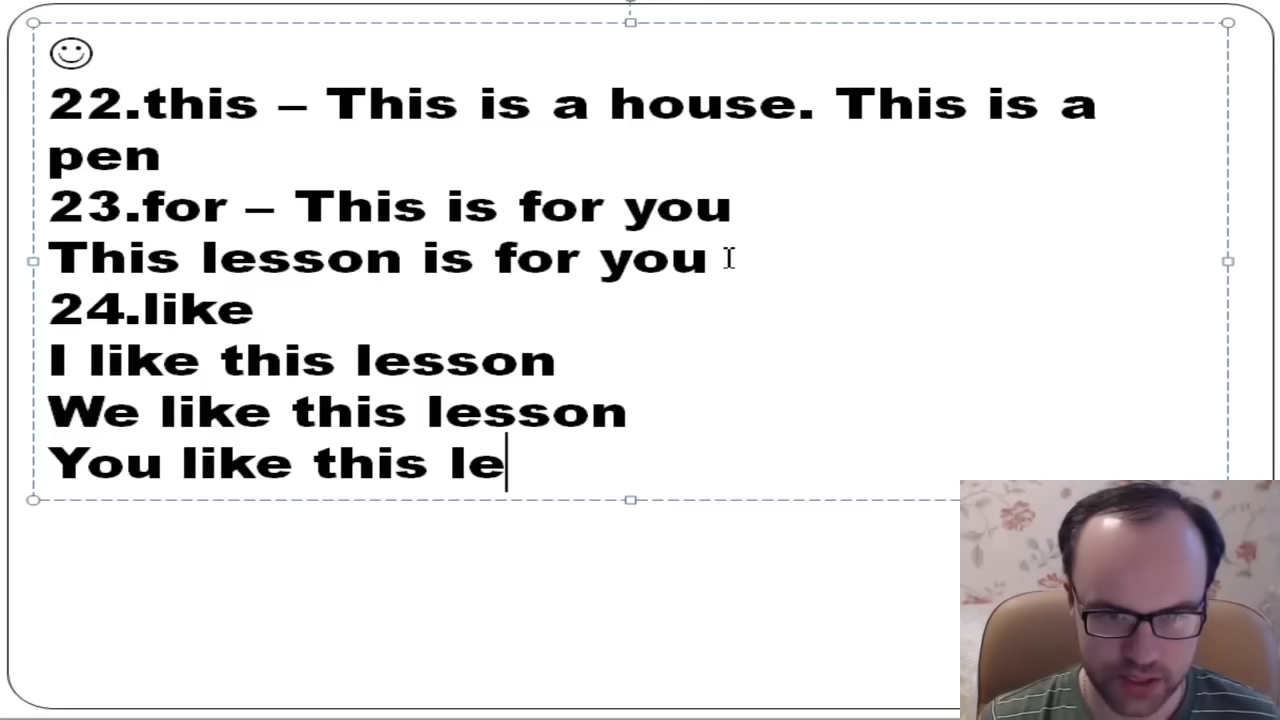 22.this – This is a house. This is a
pen
23.for – This is for you
This lesson is for you
24.like
I like this lesson
We like this lesson
You like this le